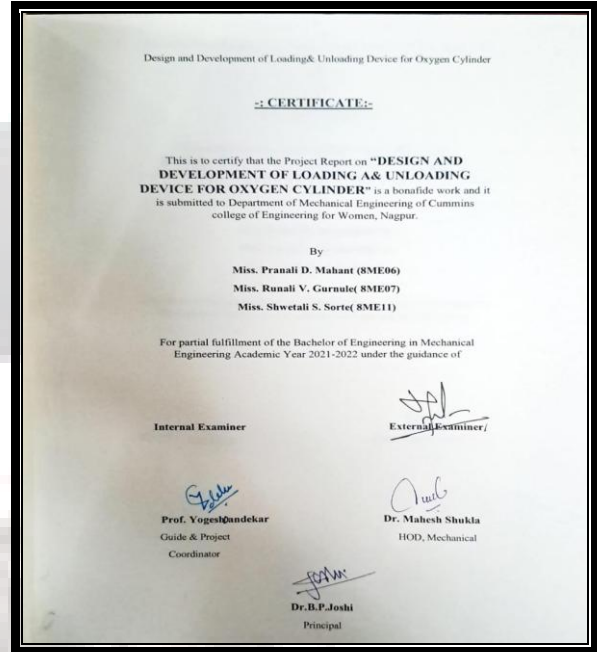 Design and Development of Loading& Unloading Device for Oxygen Cylinder
-: CERTIFICATE:-
This is to certify that the Project Report on “DESIGN AND
DEVELOPMENT OF LOADING A& UNLOADING
DEVICE FOR OXYGEN CYLINDER” is a bonafide work and it
is submitted to Department of Mechanical Engineering of Cummins
college of Engineering for Women, Nagpur.
By
Miss. Pranali D. Mahant (8ME06)
Miss. Runali V. Gurnule( 8ME07)
Miss. Shwetali S. Sorte( 8ME11)
For partial fulfillment of the Bachelor of Engineering in Mechanical
Engineering Academic Year 2021-2022 under the guidance of
Internal Examiner External Examiner
Prof. Yogesh Dandekar Dr. Mahesh Shukla
Guide & Project HOD, Mechanical
Coordinator
Dr.B.P.Joshi
Principal